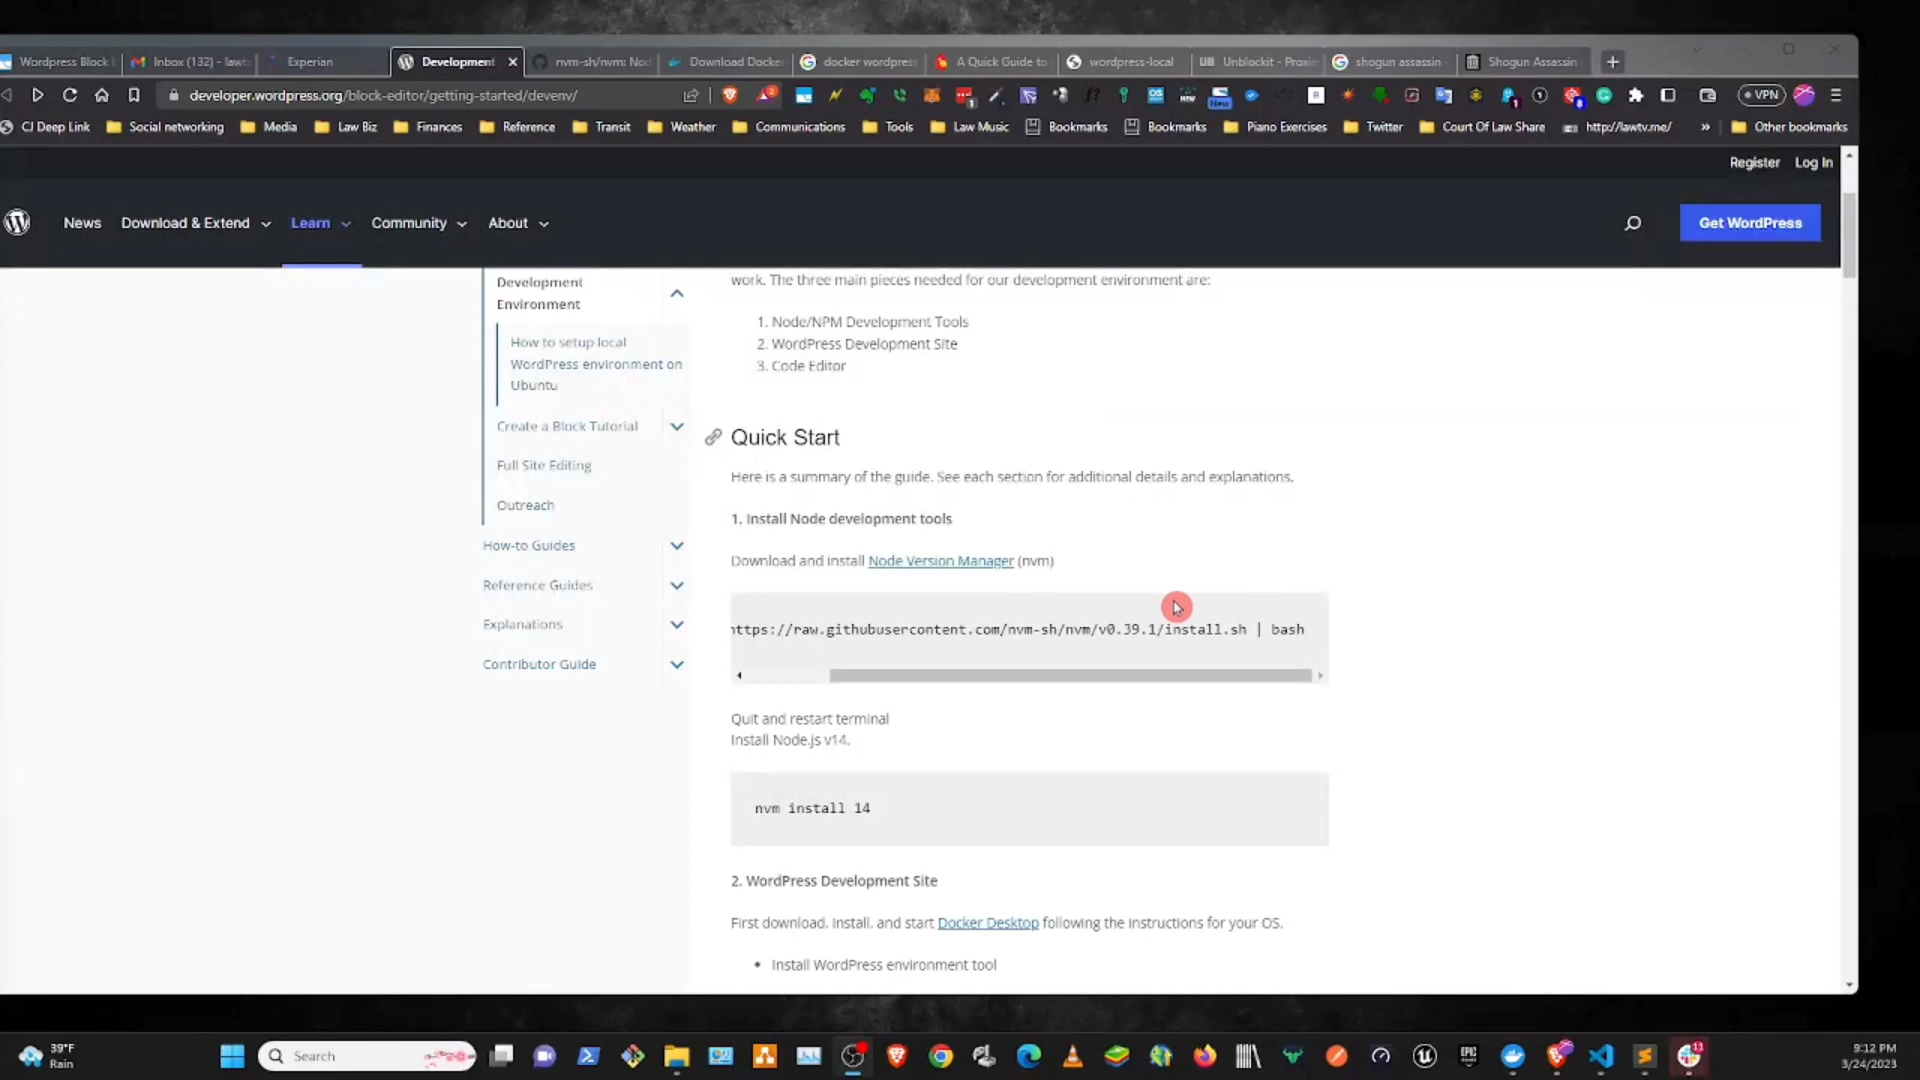 Wordpress Block
Inbox (132) - lawt
Experian
Development
nvm-sh/nvm: Nod
Download Docker
docker wordpress
A Quick Guide to
wordpress-local
Unblockit - Proxie
shogun assassin -
Shogun Assassin
developer.wordpress.org/block-editor/getting-started/devenv/
New
VPN
CJ Deep Link
Social networking
Media
Law Biz
Finances
Reference
Transit
Weather
Communications
Tools
Law Music
Bookmarks
Bookmarks
Piano Exercises
Twitter
Court Of Law Share
http://lawtv.me/
»
Other bookmarks
Register Log In
News
Download & Extend
Learn
Community
About
Get WordPress
Development
Environment
How to setup local
WordPress environment on
Ubuntu
Create a Block Tutorial
Full Site Editing
Outreach
How-to Guides
Reference Guides
Explanations
Contributor Guide
work. The three main pieces needed for our development environment are:
1. Node/NPM Development Tools
2. WordPress Development Site
3. Code Editor
Quick Start
Here is a summary of the guide. See each section for additional details and explanations.
1. Install Node development tools
Download and install Node Version Manager (nvm)
https://raw.githubusercontent.com/nvm-sh/nvm/v0.39.1/install.sh | bash
Quit and restart terminal
Install Node.js v14.
nvm install 14
2. WordPress Development Site
First download, install, and start Docker Desktop following the instructions for your OS.
• Install WordPress environment tool
39°F
Rain
Search
9:12 PM
3/24/2023